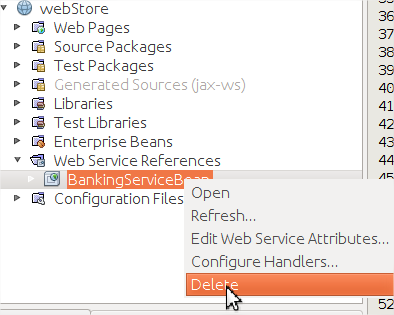 webStore
Web Pages
Source Packages
Test Packages
Generated Sources (jax-ws)
Libraries
Test Libraries
Enterprise Beans
Web Service References
BankingServiceBean
Configuration Files
Open
Refresh...
Edit Web Service Attributes...
Configure Handlers...
Delete
35
36
37
38
39
40
41
42
43
44
45
52